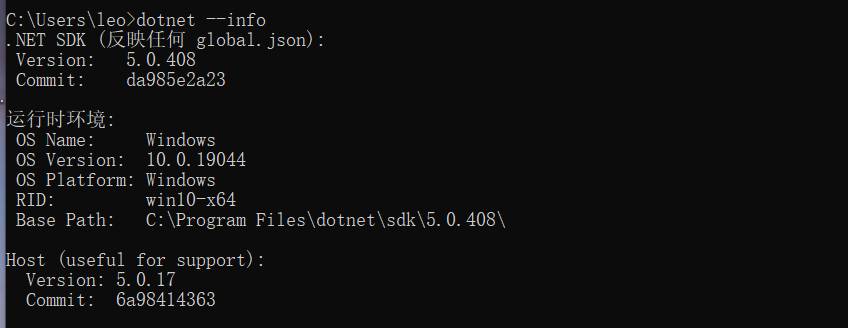 C:\Users\leo>dotnet --info
.NET SDK (反映任何 global.json):
 Version:   5.0.408
 Commit:    da985e2a23

运行时环境:
 OS Name:     Windows
 OS Version:  10.0.19044
 OS Platform: Windows
 RID:         win10-x64
 Base Path:   C:\Program Files\dotnet\sdk\5.0.408\

Host (useful for support):
  Version: 5.0.17
  Commit:  6a98414363